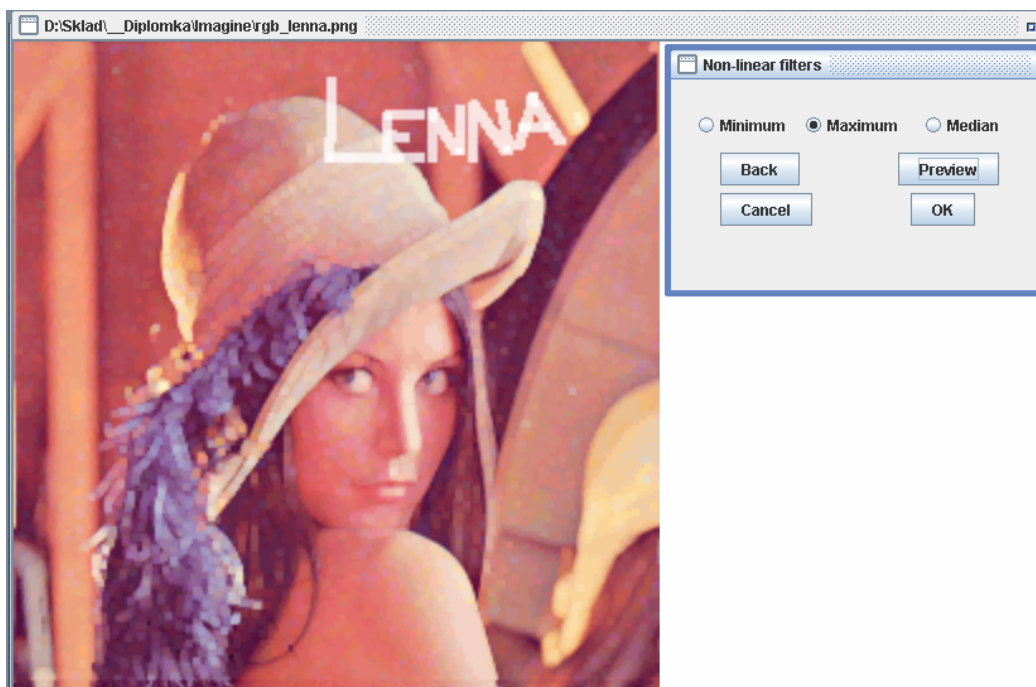 D:\Sklad\__Diplomka\Imagine\rgb_lenna.png
LENNA
Non-linear filters
Minimum Maximum Median
Back Preview
Cancel OK